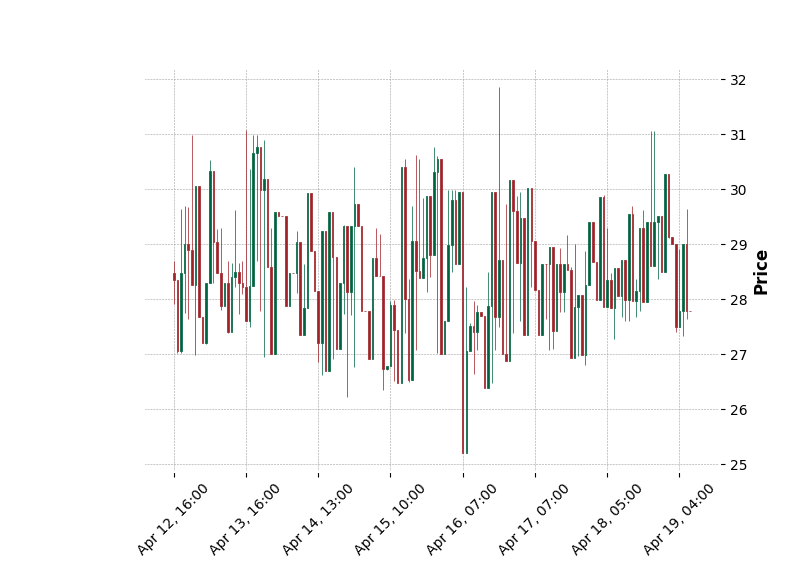 32
31
30
29
28
27
26
25
Price
Apr 12, 16:00
Apr 13, 16:00
Apr 14, 13:00
Apr 15, 10:00
Apr 16, 07:00
Apr 17, 07:00
Apr 18, 05:00
Apr 19, 04:00